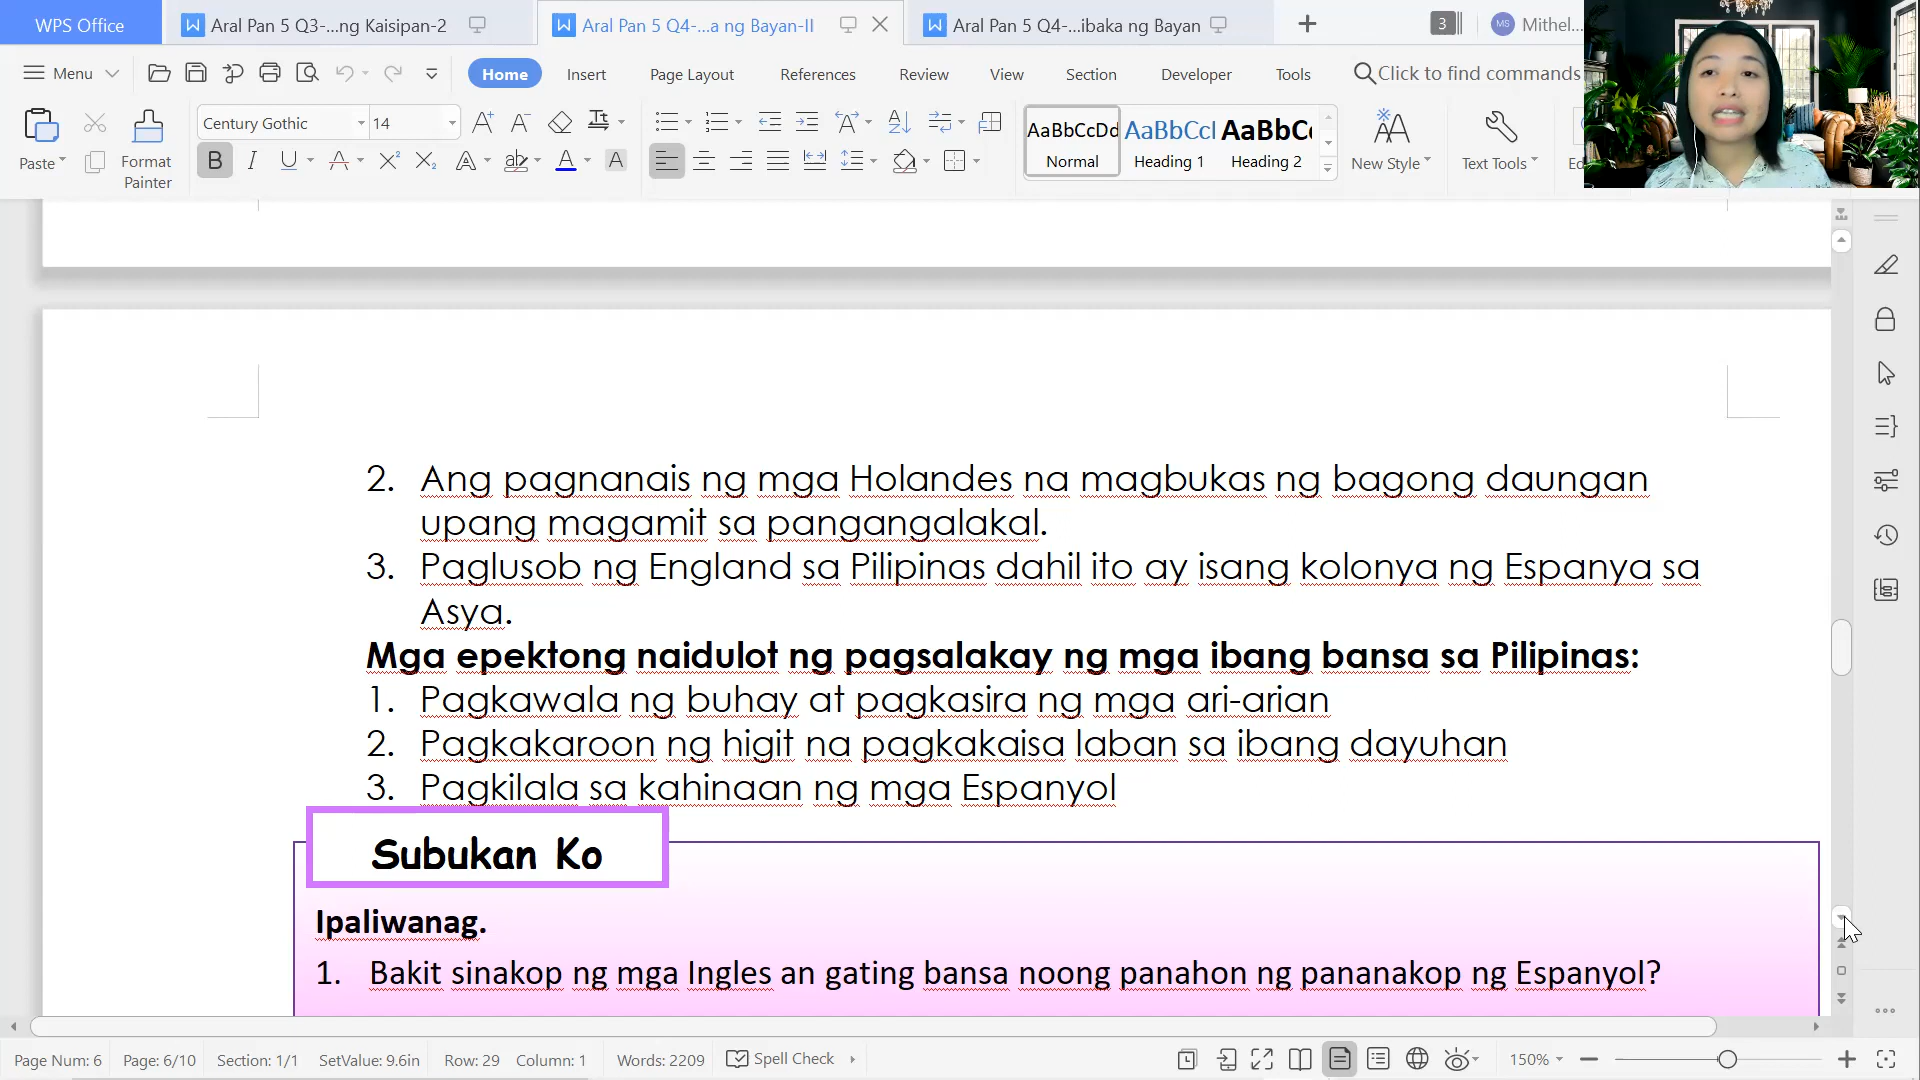 WPS Office
Aral Pan 5 Q3-...ng Kaisipan-2
Aral Pan 5 Q4-...a ng Bayan-II
Aral Pan 5 Q4-...ibaka ng Bayan
3
MS
Mithel...
Menu
Home
Insert
Page Layout
References
Review
View
Section
Developer
Tools
Click to find commands
Paste
Format Painter
Century Gothic
14
AaBbCcDd
Normal
AaBbCcl
Heading 1
AaBbCc
Heading 2
New Style
Text Tools
2. Ang pagnanais ng mga Holandes na magbukas ng bagong daungan
upang magamit sa pangangalakal.
3. Paglusob ng England sa Pilipinas dahil ito ay isang kolonya ng Espanya sa
Asya.
Mga epektong naidulot ng pagsalakay ng mga ibang bansa sa Pilipinas:
1. Pagkawala ng buhay at pagkasira ng mga ari-arian
2. Pagkakaroon ng higit na pagkakaisa laban sa ibang dayuhan
3. Pagkilala sa kahinaan ng mga Espanyol
Subukan Ko
Ipaliwanag.
1. Bakit sinakop ng mga Ingles an gating bansa noong panahon ng pananakop ng Espanyol?
Page Num: 6
Page: 6/10
Section: 1/1
SetValue: 9.6in
Row: 29
Column: 1
Words: 2209
Spell Check
150%